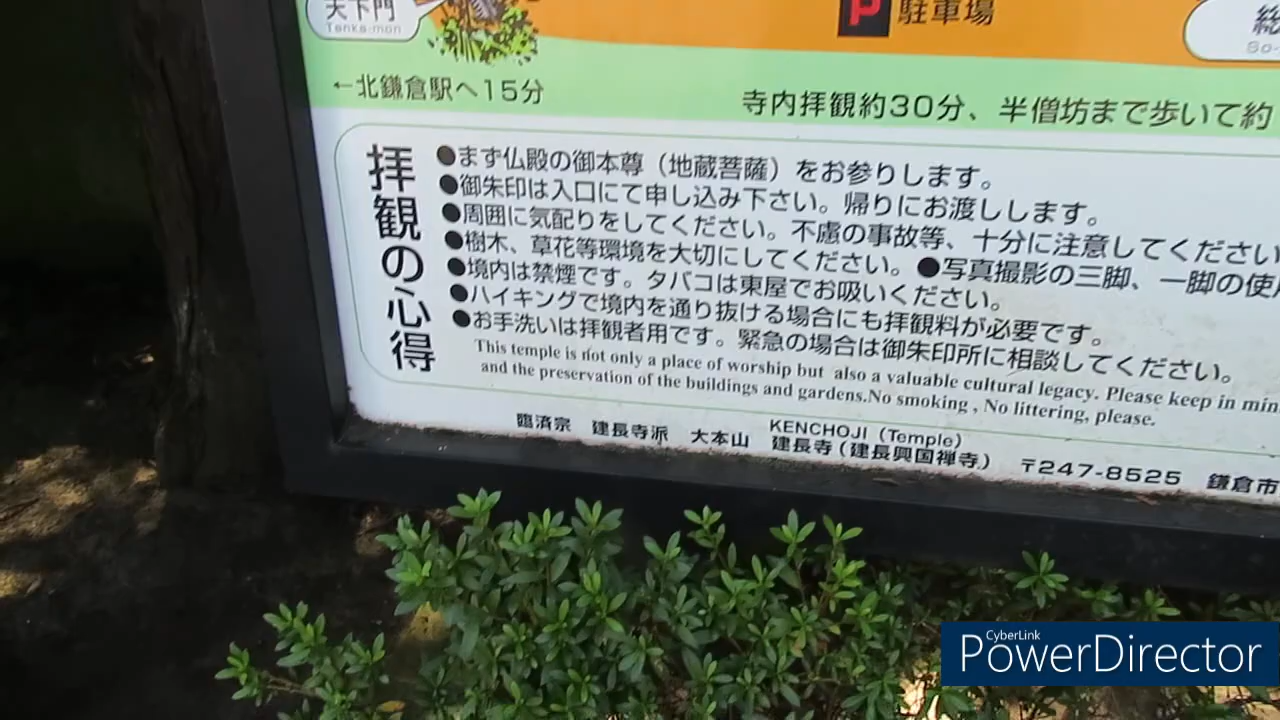 天下門
Tenka-mon
P 駐車場
総
So-
←北鎌倉駅へ15分
寺内拝観約30分、半僧坊まで歩いて約
拝観の心得
●まず仏殿の御本尊（地蔵菩薩）をお参りします。
●御朱印は入口にて申し込み下さい。帰りにお渡しします。
●周囲に気配りをしてください。不慮の事故等、十分に注意してください
●樹木、草花等環境を大切にしてください。●写真撮影の三脚、一脚の使
●境内は禁煙です。タバコは東屋でお吸いください。
●ハイキングで境内を通り抜ける場合にも拝観料が必要です。
●お手洗いは拝観者用です。緊急の場合は御朱印所に相談してください。
This temple is not only a place of worship but also a valuable cultural legacy. Please keep in min
and the preservation of the buildings and gardens.No smoking , No littering, please.
KENCHOJI (Temple)
臨済宗 建長寺派 大本山 建長寺（建長興国禅寺） 〒247-8525 鎌倉市
CyberLink
PowerDirector